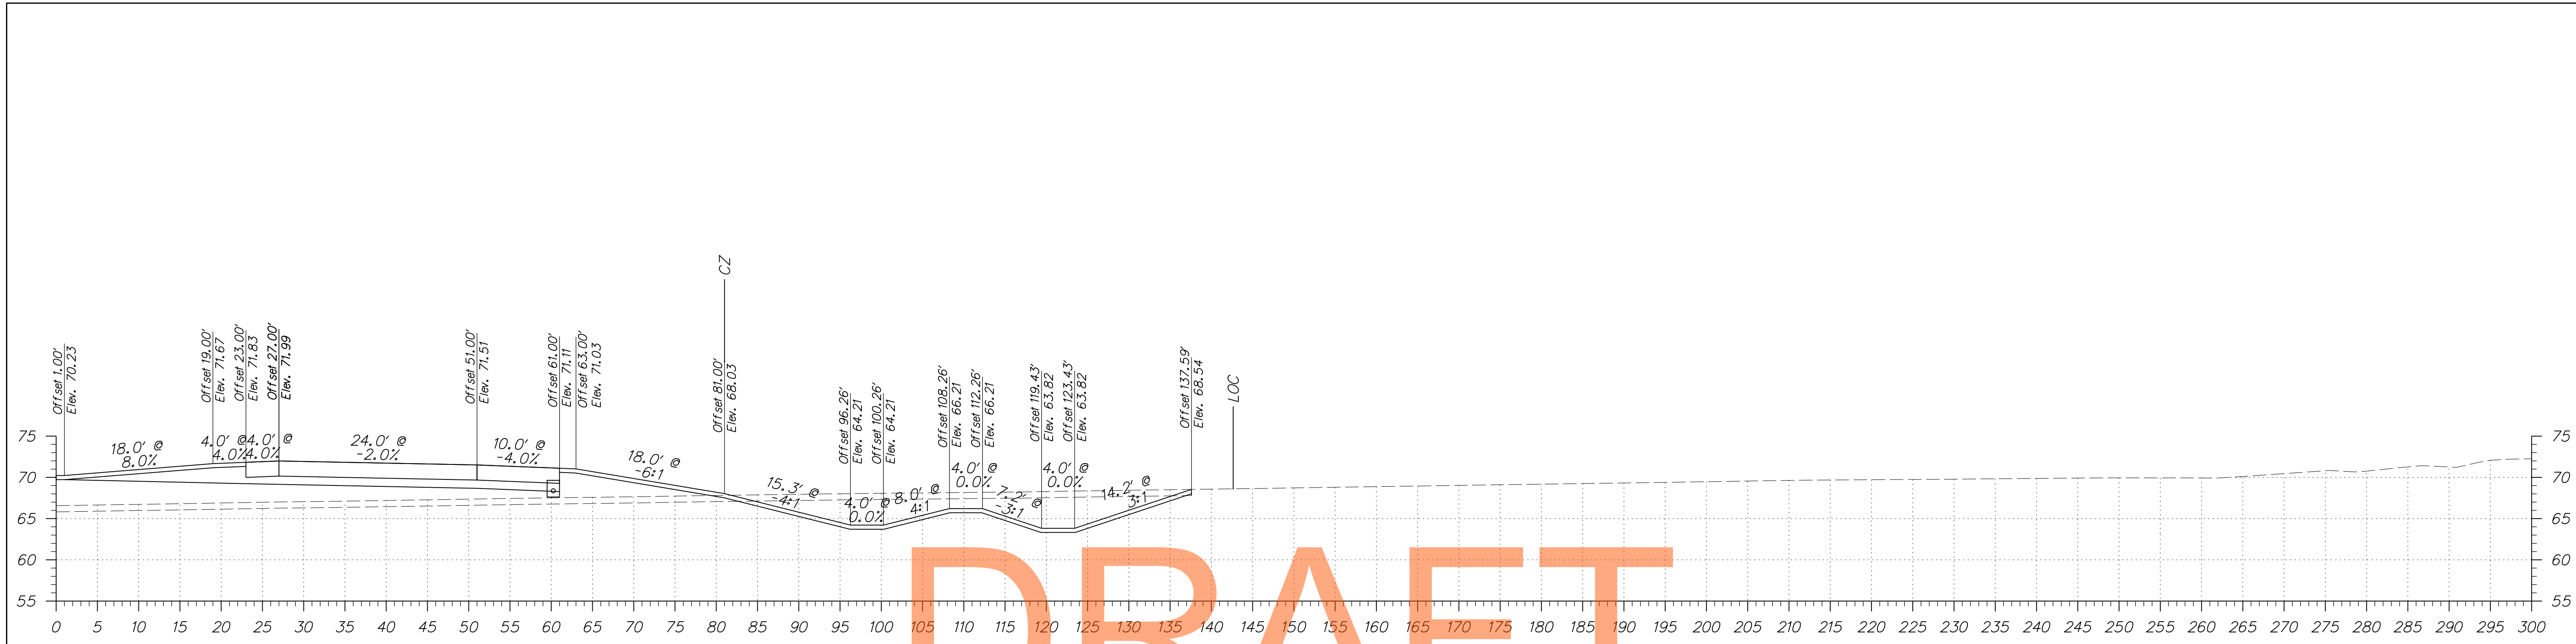 CZ
LOC
Offset 1.00'
Elev. 70.23
Offset 19.00'
Elev. 71.67
Offset 23.00'
Elev. 71.83
Offset 27.00'
Elev. 71.99
Offset 51.00'
Elev. 71.51
Offset 61.00'
Elev. 71.11
Offset 63.00'
Elev. 71.03
Offset 81.00'
Elev. 68.03
Offset 96.26'
Elev. 64.21
Offset 100.26'
Elev. 64.21
Offset 108.26'
Elev. 66.21
Offset 112.26'
Elev. 66.21
Offset 119.43'
Elev. 63.82
Offset 123.43'
Elev. 63.82
Offset 137.59'
Elev. 68.54
18.0' @
8.0%
4.0' @
4.0%
4.0' @
4.0%
24.0' @
-2.0%
10.0' @
-4.0%
18.0' @
-6:1
15.3' @
-4:1
4.0' @
0.0%
8.0' @
4:1
4.0' @
0.0%
7.2' @
-3:1
4.0' @
0.0%
14.2' @
3:1
75
70
65
60
55
75
70
65
60
55
0 5 10 15 20 25 30 35 40 45 50 55 60 65 70 75 80 85 90 95 100 105 110 115 120 125 130 135 140 145 150 155 160 165 170 175 180 185 190 195 200 205 210 215 220 225 230 235 240 245 250 255 260 265 270 275 280 285 290 295 300
DRAFT